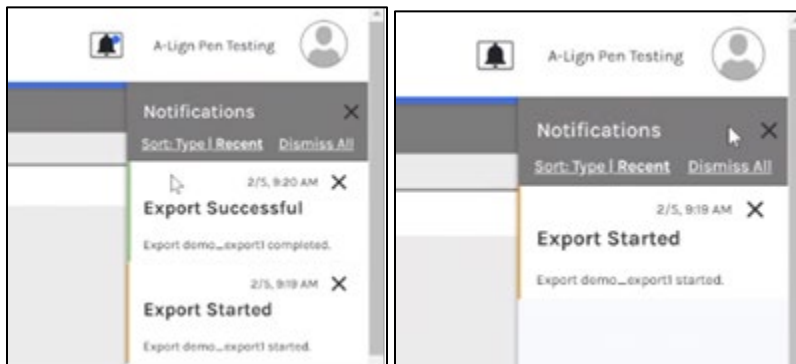 A-Lign Pen Testing
Notifications
Sort: Type | Recent Dismiss All
2/5, 9:20 AM
Export Successful
Export demo_export1 completed.
2/5, 9:19 AM
Export Started
Export demo_export1 started.
A-Lign Pen Testing
Notifications
Sort: Type | Recent Dismiss All
2/5, 9:19 AM
Export Started
Export demo_export1 started.